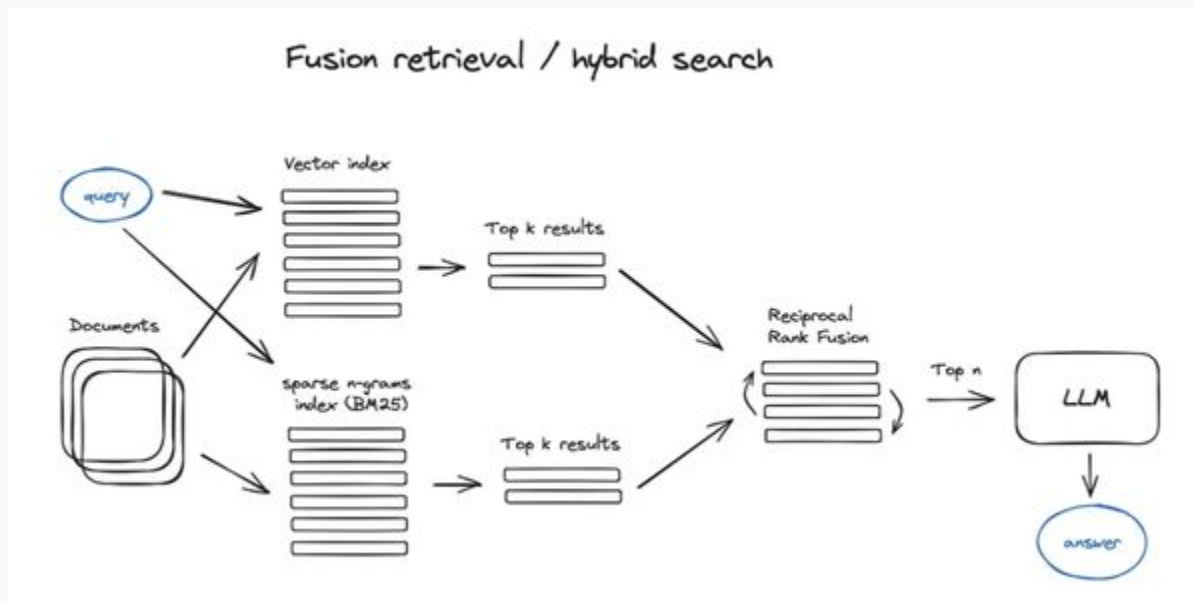 Fusion retrieval / hybrid search
Vector index
query
Top k results
Documents
Reciprocal
Rank Fusion
sparse n-grams
index (BM25)
Top n
LLM
Top k results
answer